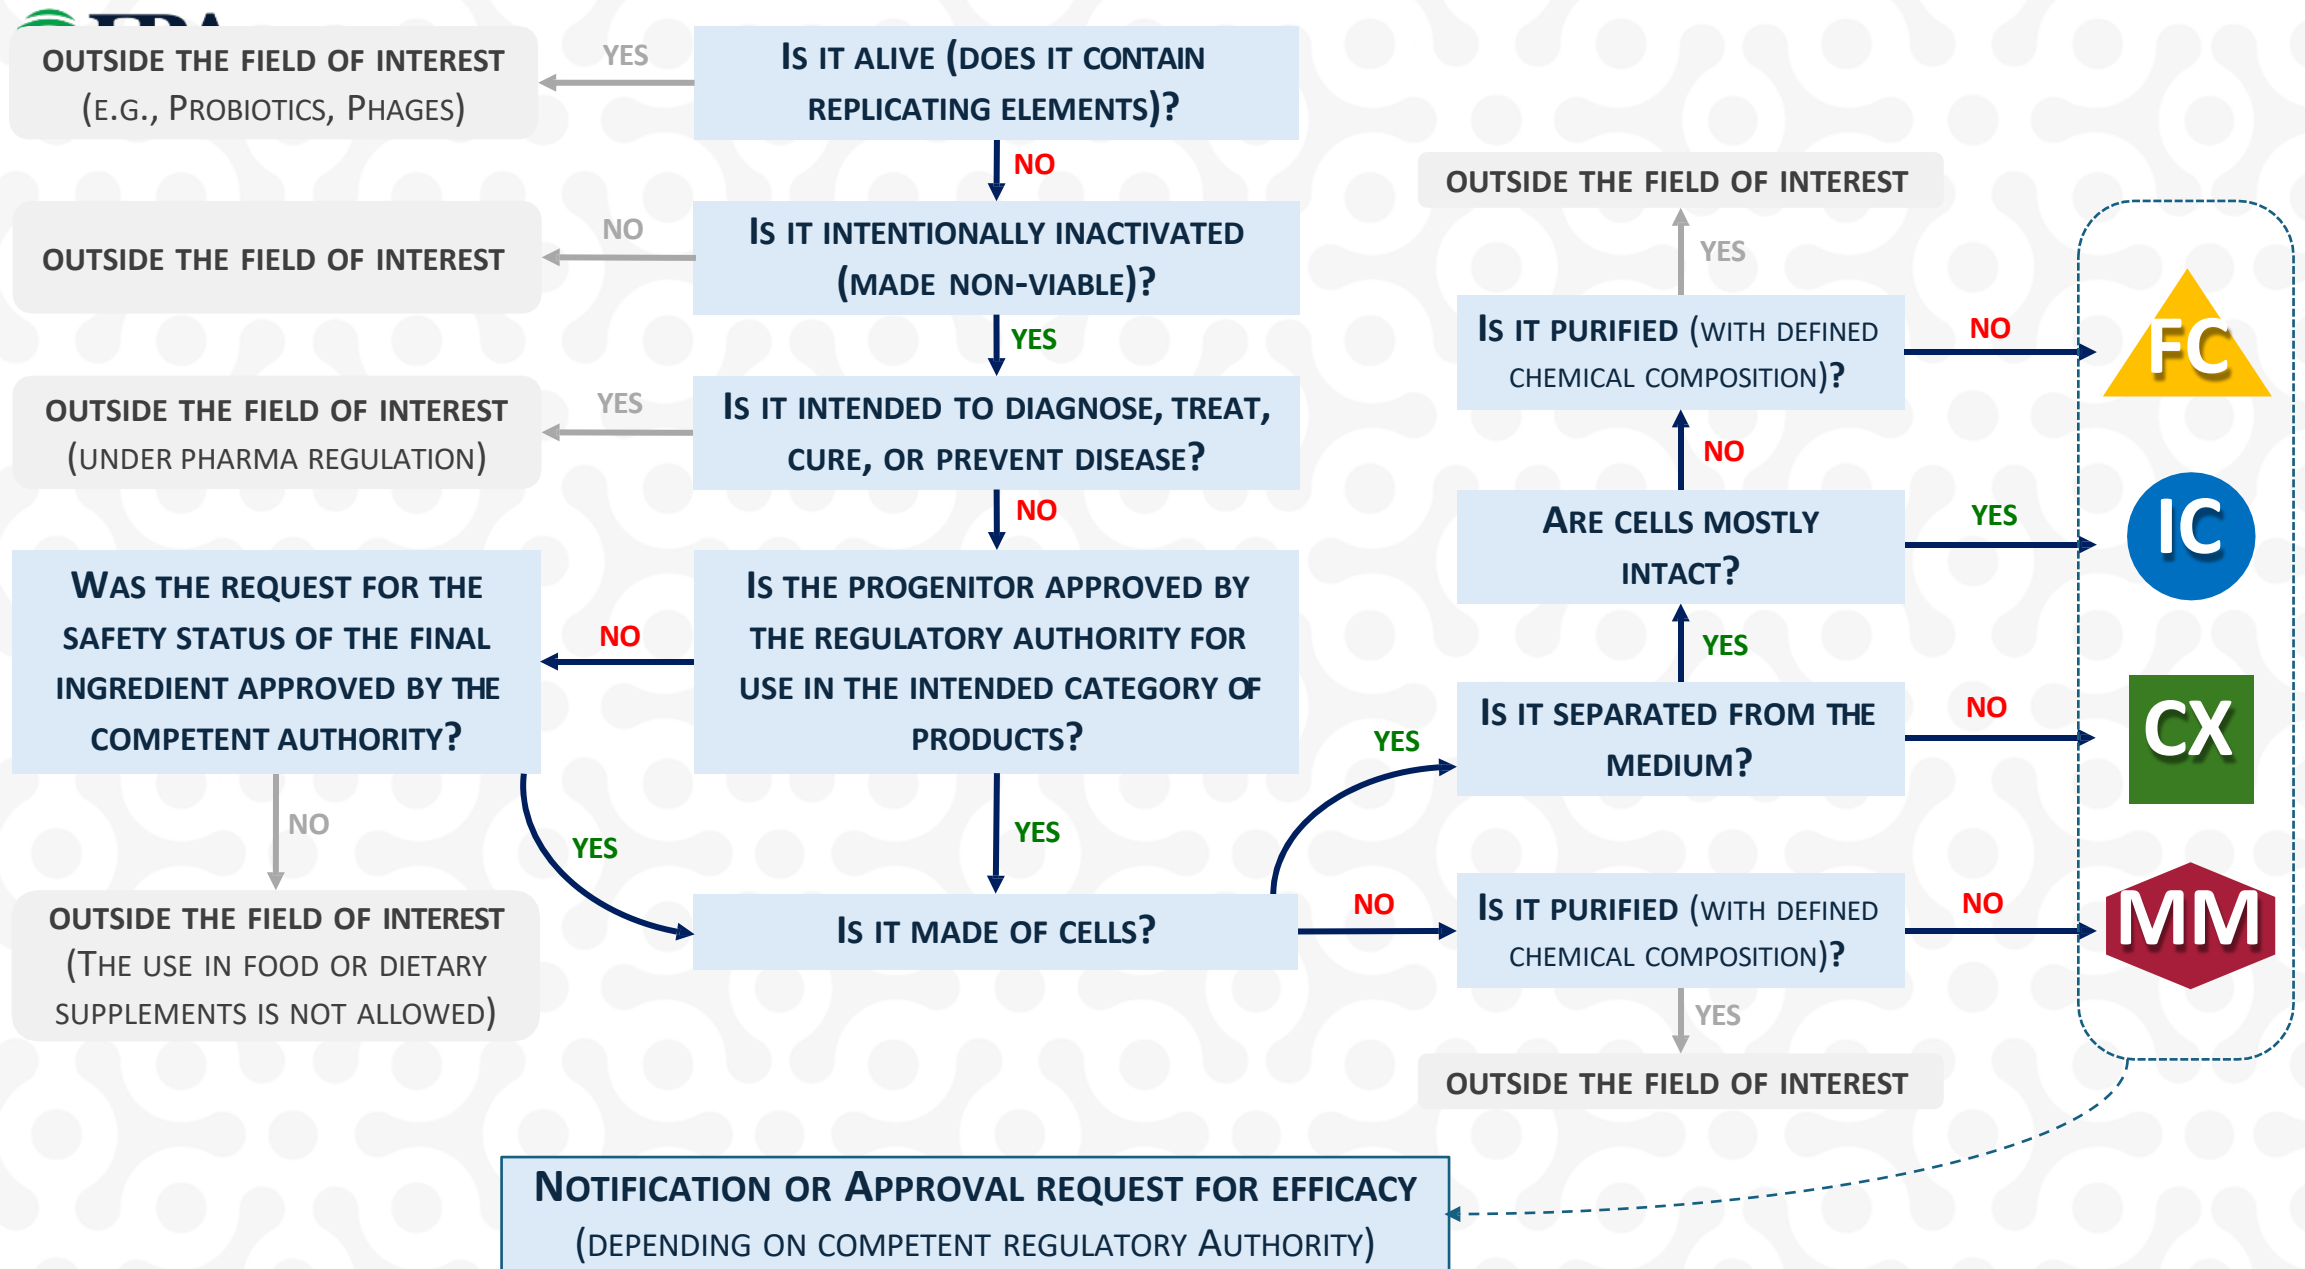 OUTSIDE THE FIELD OF INTEREST
(E.G., PROBIOTICS, PHAGES)
YES
IS IT ALIVE (DOES IT CONTAIN
REPLICATING ELEMENTS)?
NO
OUTSIDE THE FIELD OF INTEREST
NO
IS IT INTENTIONALLY INACTIVATED
(MADE NON-VIABLE)?
YES
OUTSIDE THE FIELD OF INTEREST
(UNDER PHARMA REGULATION)
YES
IS IT INTENDED TO DIAGNOSE, TREAT,
CURE, OR PREVENT DISEASE?
NO
WAS THE REQUEST FOR THE
SAFETY STATUS OF THE FINAL
INGREDIENT APPROVED BY THE
COMPETENT AUTHORITY?
NO
IS THE PROGENITOR APPROVED BY
THE REGULATORY AUTHORITY FOR
USE IN THE INTENDED CATEGORY OF
PRODUCTS?
NO
YES
YES
OUTSIDE THE FIELD OF INTEREST
(THE USE IN FOOD OR DIETARY
SUPPLEMENTS IS NOT ALLOWED)
IS IT MADE OF CELLS?
YES
NO
OUTSIDE THE FIELD OF INTEREST
YES
IS IT PURIFIED (WITH DEFINED
CHEMICAL COMPOSITION)?
NO
FC
NO
ARE CELLS MOSTLY
INTACT?
YES
IC
YES
IS IT SEPARATED FROM THE
MEDIUM?
NO
CX
IS IT PURIFIED (WITH DEFINED
CHEMICAL COMPOSITION)?
NO
MM
YES
OUTSIDE THE FIELD OF INTEREST
NOTIFICATION OR APPROVAL REQUEST FOR EFFICACY
(DEPENDING ON COMPETENT REGULATORY AUTHORITY)